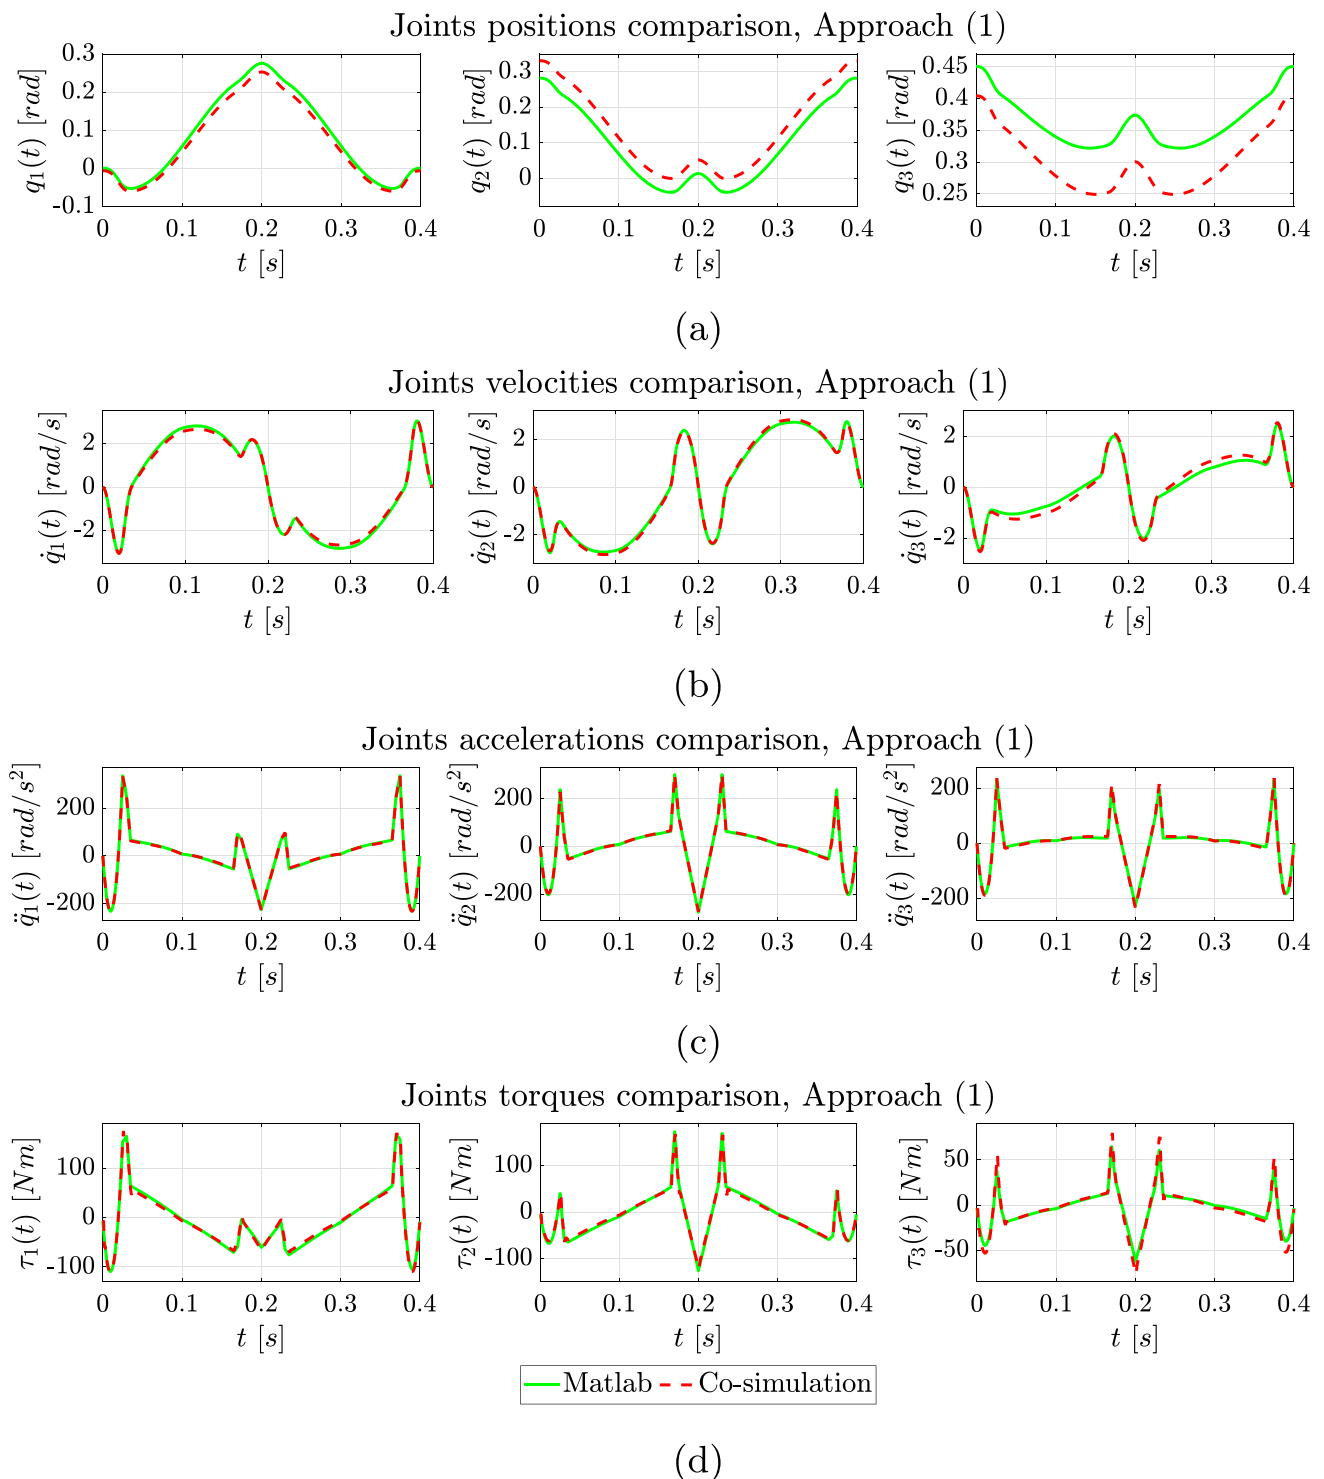 Joints positions comparison, Approach (1)
q₁(t) [rad]
0.3
0.2
0.1
0
-0.1
0 0.1 0.2 0.3 0.4
t [s]
q₂(t) [rad]
0.3
0.2
0.1
0
0 0.1 0.2 0.3 0.4
t [s]
q₃(t) [rad]
0.45
0.4
0.35
0.3
0.25
0 0.1 0.2 0.3 0.4
t [s]
(a)
Joints velocities comparison, Approach (1)
q̇₁(t) [rad/s]
2
0
-2
0 0.1 0.2 0.3 0.4
t [s]
q̇₂(t) [rad/s]
2
0
-2
0 0.1 0.2 0.3 0.4
t [s]
q̇₃(t) [rad/s]
2
0
-2
0 0.1 0.2 0.3 0.4
t [s]
(b)
Joints accelerations comparison, Approach (1)
q̈₁(t) [rad/s²]
200
0
-200
0 0.1 0.2 0.3 0.4
t [s]
q̈₂(t) [rad/s²]
200
0
-200
0 0.1 0.2 0.3 0.4
t [s]
q̈₃(t) [rad/s²]
200
0
-200
0 0.1 0.2 0.3 0.4
t [s]
(c)
Joints torques comparison, Approach (1)
τ₁(t) [Nm]
100
0
-100
0 0.1 0.2 0.3 0.4
t [s]
τ₂(t) [Nm]
100
0
-100
0 0.1 0.2 0.3 0.4
t [s]
τ₃(t) [Nm]
50
0
-50
0 0.1 0.2 0.3 0.4
t [s]
Matlab Co-simulation
(d)